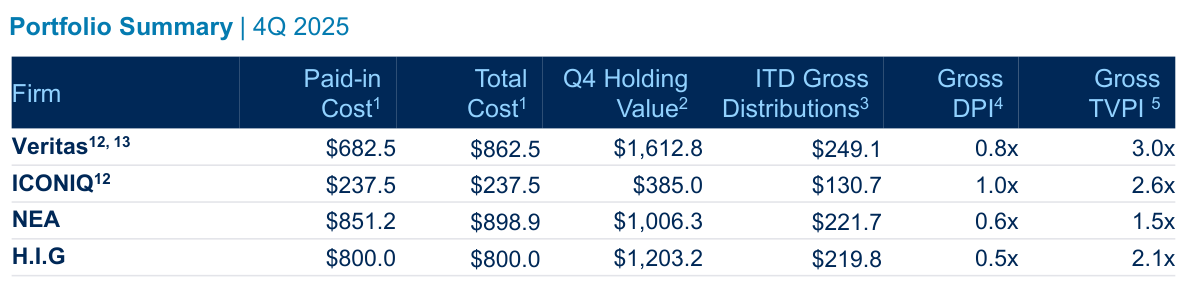 Portfolio Summary | 4Q 2025
Firm Paid-in Cost1 Total Cost1 Q4 Holding Value2 ITD Gross Distributions3 Gross DPI4 Gross TVPI 5
Veritas12, 13 $682.5 $862.5 $1,612.8 $249.1 0.8x 3.0x
ICONIQ12 $237.5 $237.5 $385.0 $130.7 1.0x 2.6x
NEA $851.2 $898.9 $1,006.3 $221.7 0.6x 1.5x
H.I.G $800.0 $800.0 $1,203.2 $219.8 0.5x 2.1x